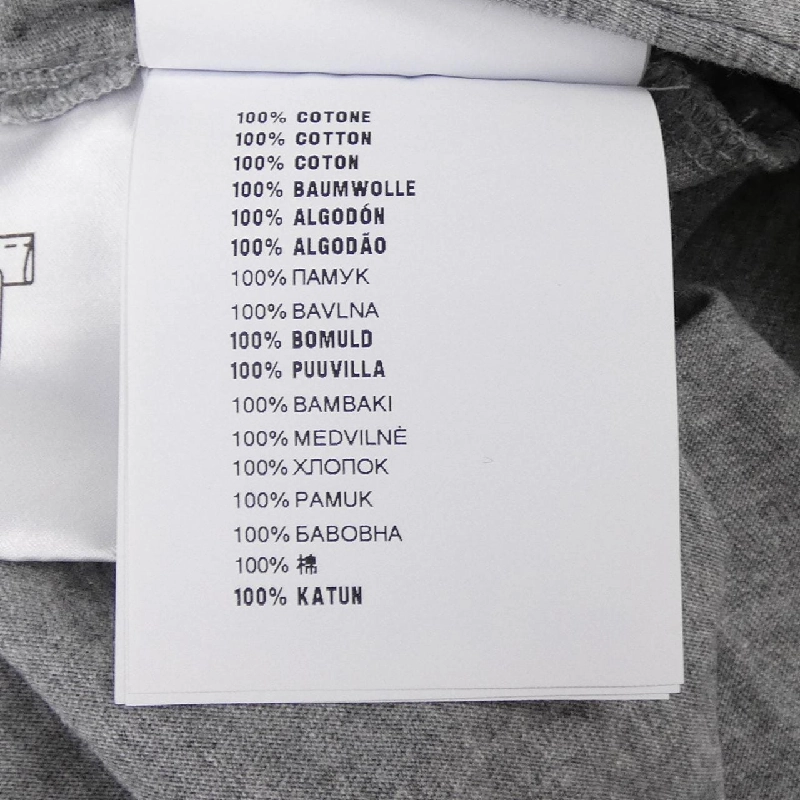 100% COTONE
100% COTTON
100% COTON
100% BAUMWOLLE
100% ALGODÓN
100% ALGODÃO
100% ПАМУК
100% BAVLNA
100% BOMULD
100% PUUVILLA
100% BAMBAKI
100% MEDVILNĖ
100% ХЛОПОК
100% PAMUK
100% БАВОВНА
100% 棉
100% KATUN